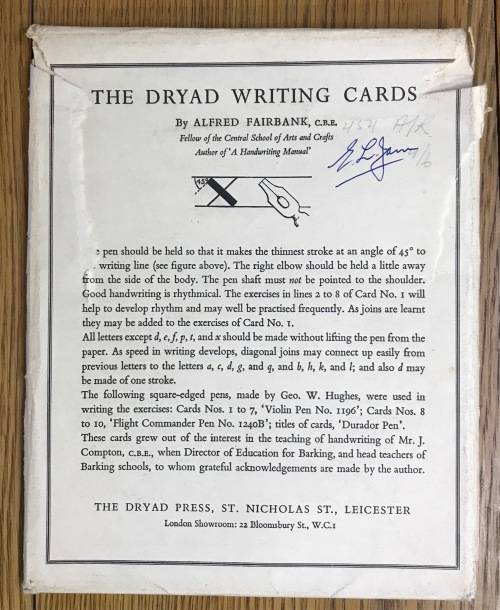 THE DRYAD WRITING CARDS
By ALFRED FAIRBANK, C.B.E.
Fellow of the Central School of Arts and Crafts
Author of 'A Handwriting Manual'
45°
pen should be held so that it makes the thinnest stroke at an angle of 45° to
writing line (see figure above). The right elbow should be held a little away
from the side of the body. The pen shaft must not be pointed to the shoulder.
Good handwriting is rhythmical. The exercises in lines 2 to 8 of Card No. 1 will
help to develop rhythm and may well be practised frequently. As joins are learnt
they may be added to the exercises of Card No. 1.
All letters except d, e, f, p, t, and x should be made without lifting the pen from the
paper. As speed in writing develops, diagonal joins may connect up easily from
previous letters to the letters a, c, d, g, and q, and b, h, k, and l; and also d may
be made of one stroke.
The following square-edged pens, made by Geo. W. Hughes, were used in
writing the exercises: Cards Nos. 1 to 7, 'Violin Pen No. 1196'; Cards Nos. 8
to 10, 'Flight Commander Pen No. 1240B'; titles of cards, 'Durador Pen'.
These cards grew out of the interest in the teaching of handwriting of Mr. J.
Compton, C.B.E., when Director of Education for Barking, and head teachers of
Barking schools, to whom grateful acknowledgements are made by the author.
THE DRYAD PRESS, ST. NICHOLAS ST., LEICESTER
London Showroom: 22 Bloomsbury St., W.C.1